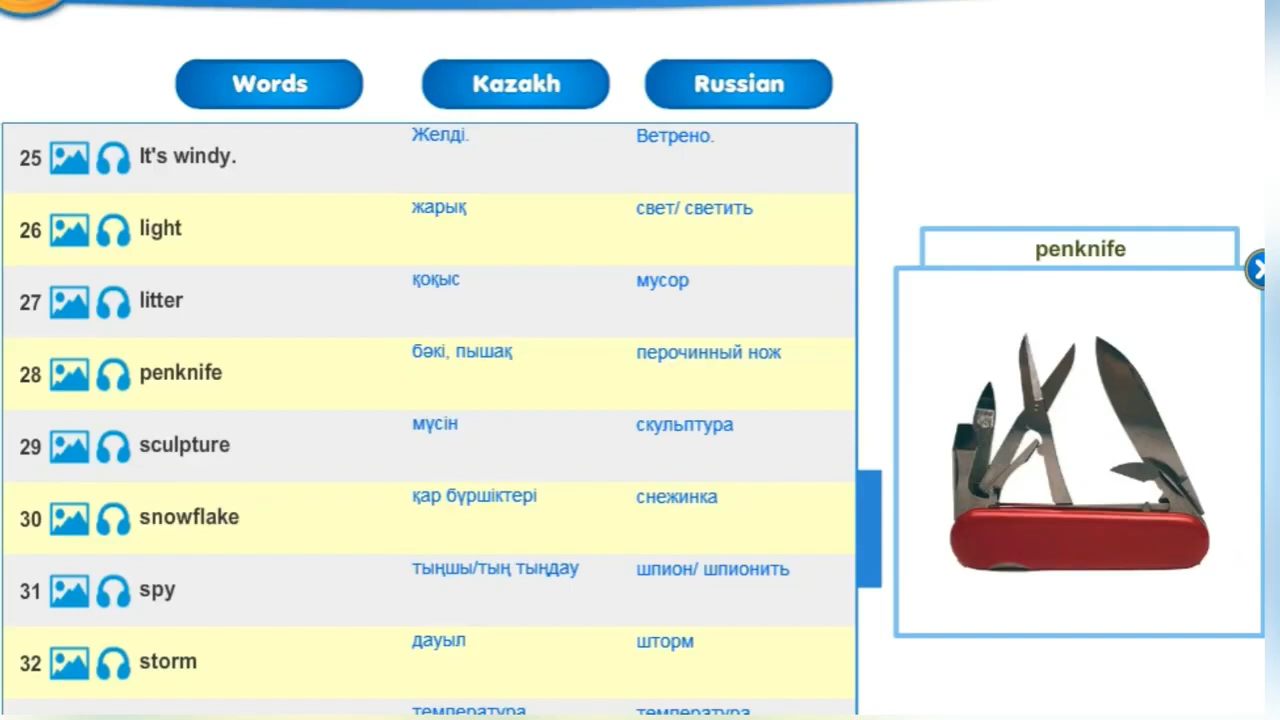 Words Kazakh Russian
25 It's windy. Желді. Ветрено.
26 light жарық свет/ светить
27 litter қоқыс мусор
28 penknife бәкі, пышақ перочинный нож
29 sculpture мүсін скульптура
30 snowflake қар бүршіктері снежинка
31 spy тыңшы/тың тыңдау шпион/ шпионить
32 storm дауыл шторм
температура температура
penknife